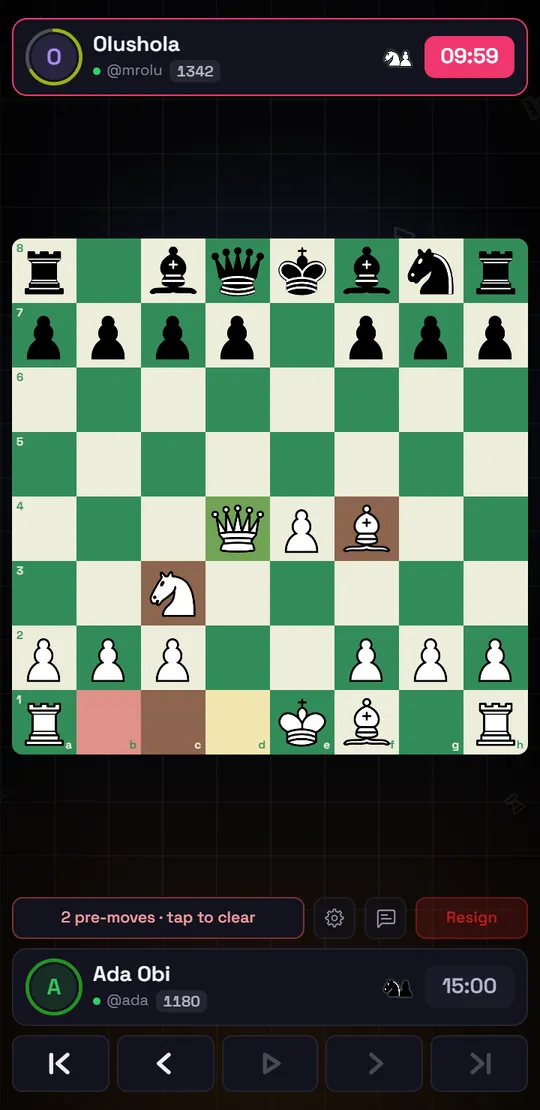 O
Olushola
@mrolu 1342
09:59
8
7
6
5
4
3
2
1
a b c d e f g h
2 pre-moves · tap to clear
Resign
A
Ada Obi
@ada 1180
15:00